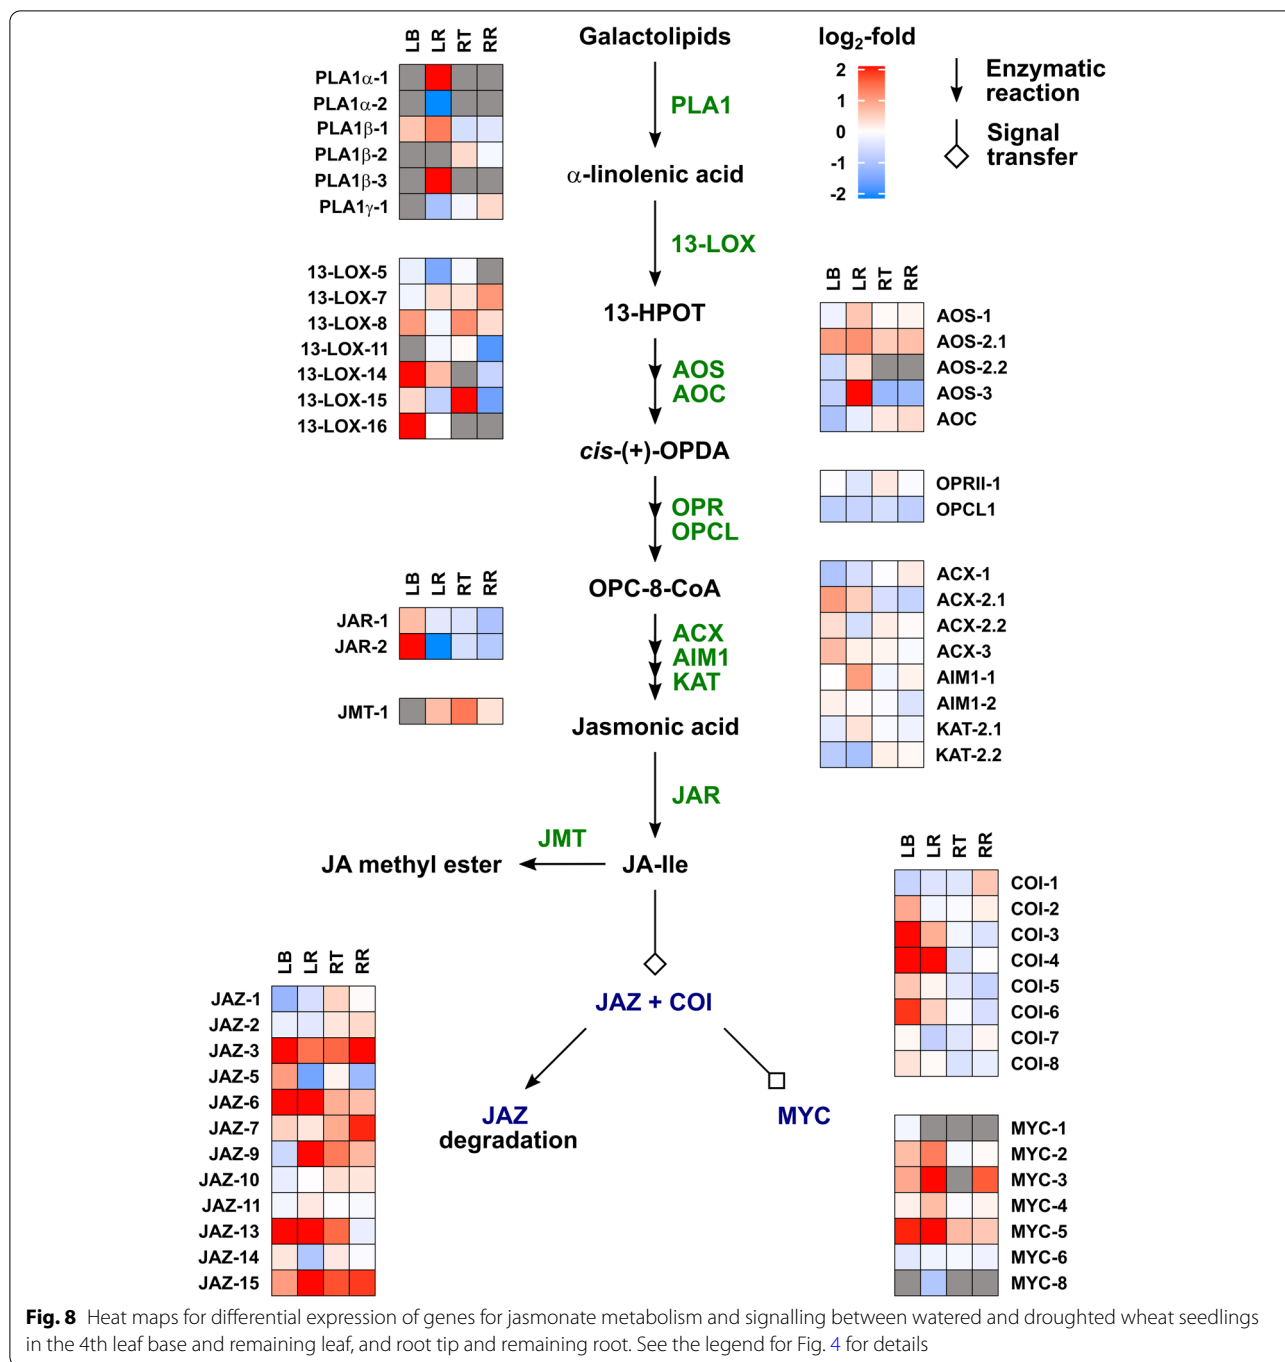 LB LR RT RR
PLA1α-1
PLA1α-2
PLA1β-1
PLA1β-2
PLA1β-3
PLA1γ-1
13-LOX-5
13-LOX-7
13-LOX-8
13-LOX-11
13-LOX-14
13-LOX-15
13-LOX-16
LB LR RT RR
JAR-1
JAR-2
JMT-1
Galactolipids
PLA1
α-linolenic acid
13-LOX
13-HPOT
AOS
AOC
cis-(+)-OPDA
OPR
OPCL
OPC-8-CoA
ACX
AIM1
KAT
Jasmonic acid
JAR
JMT
JA methyl ester
JA-Ile
JAZ + COI
JAZ
degradation
MYC
log2-fold
2
1
0
-1
-2
Enzymatic
reaction
Signal
transfer
LB LR RT RR
AOS-1
AOS-2.1
AOS-2.2
AOS-3
AOC
OPRII-1
OPCL1
ACX-1
ACX-2.1
ACX-2.2
ACX-3
AIM1-1
AIM1-2
KAT-2.1
KAT-2.2
LB LR RT RR
COI-1
COI-2
COI-3
COI-4
COI-5
COI-6
COI-7
COI-8
MYC-1
MYC-2
MYC-3
MYC-4
MYC-5
MYC-6
MYC-8
LB LR RT RR
JAZ-1
JAZ-2
JAZ-3
JAZ-5
JAZ-6
JAZ-7
JAZ-9
JAZ-10
JAZ-11
JAZ-13
JAZ-14
JAZ-15
Fig. 8 Heat maps for differential expression of genes for jasmonate metabolism and signalling between watered and droughted wheat seedlings
in the 4th leaf base and remaining leaf, and root tip and remaining root. See the legend for Fig. 4 for details